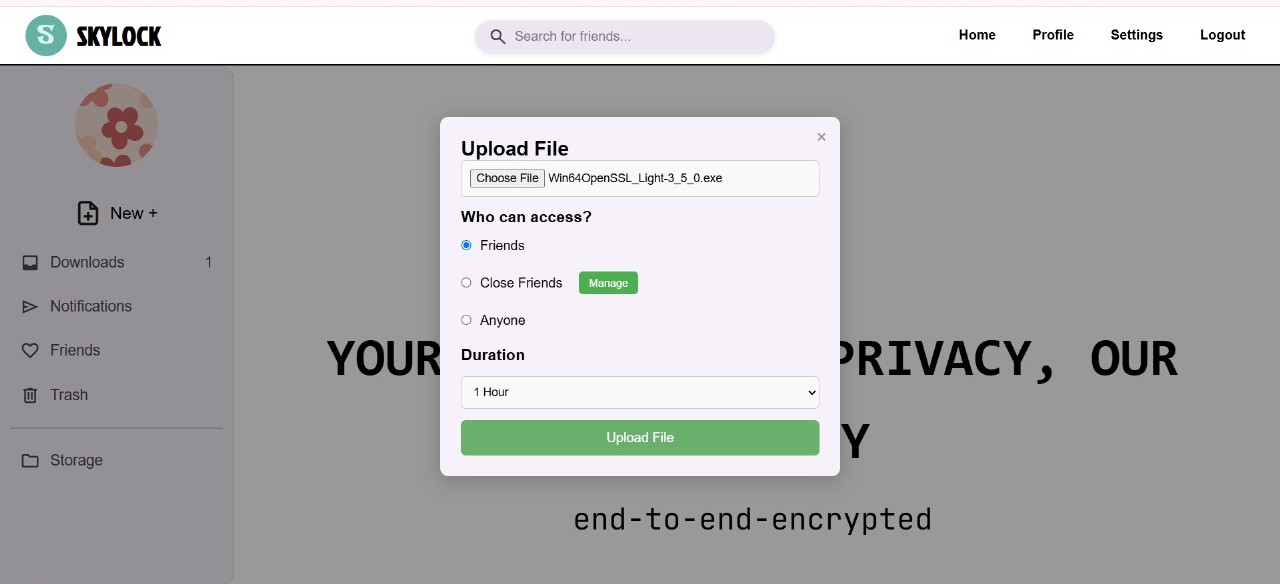 S SKYLOCK
Search for friends...
Home Profile Settings Logout
New +
Downloads 1
Notifications
Friends
Trash
Storage
Upload File
×
Choose File Win64OpenSSL_Light-3_5_0.exe
Who can access?
Friends
Close Friends Manage
Anyone
Duration
1 Hour
Upload File
YOUR PRIVACY, OUR
Y
end-to-end-encrypted